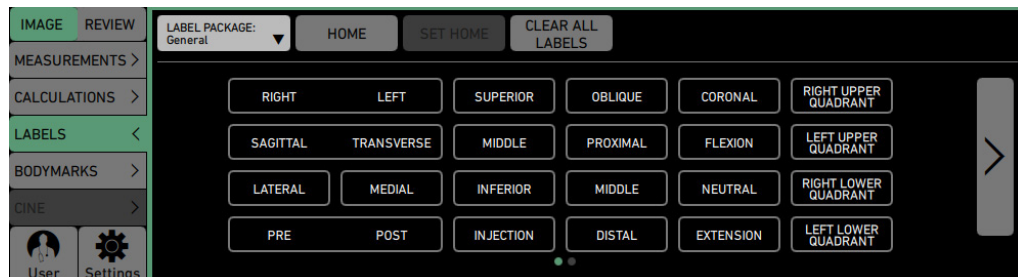 IMAGE REVIEW
MEASUREMENTS >
CALCULATIONS >
LABELS <
BODYMARKS >
CINE >
User Settings
LABEL PACKAGE:
General
HOME
SET HOME
CLEAR ALL
LABELS
RIGHT LEFT SUPERIOR OBLIQUE CORONAL RIGHT UPPER
QUADRANT
SAGITTAL TRANSVERSE MIDDLE PROXIMAL FLEXION LEFT UPPER
QUADRANT
LATERAL MEDIAL INFERIOR MIDDLE NEUTRAL RIGHT LOWER
QUADRANT
PRE POST INJECTION DISTAL EXTENSION LEFT LOWER
QUADRANT